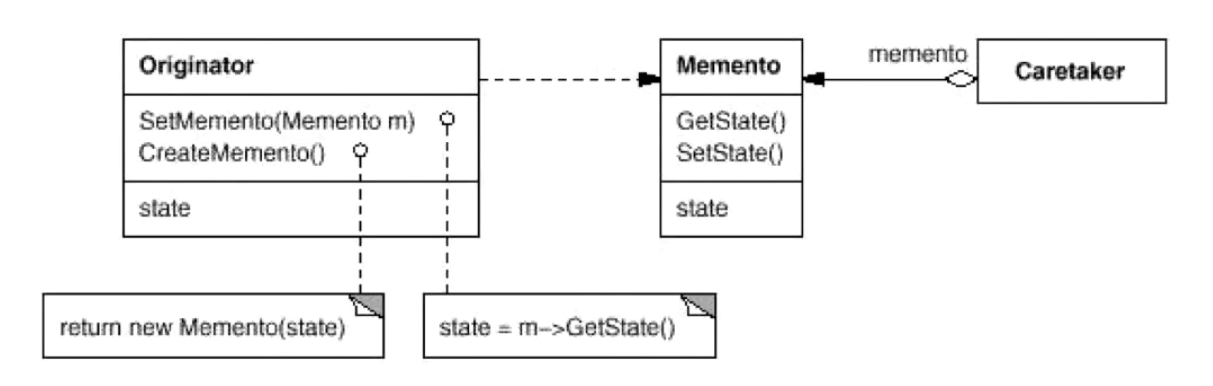 Originator
SetMemento(Memento m)
CreateMemento()
state
return new Memento(state)
state = m->GetState()
Memento
GetState()
SetState()
state
memento
Caretaker